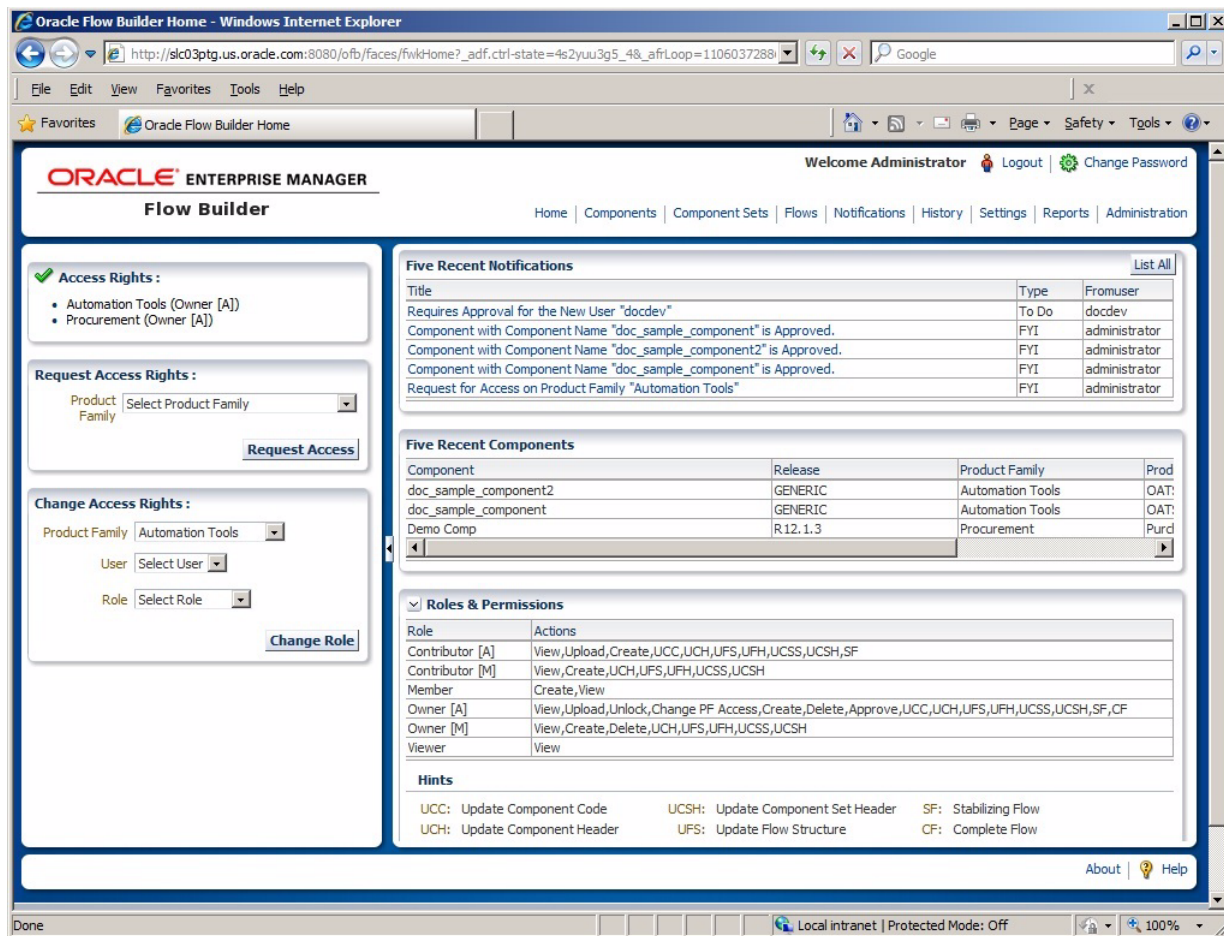 Oracle Flow Builder Home - Windows Internet Explorer
http://slc03ptg.us.oracle.com:8080/ofb/faces/fwkHome?_adf.ctrl-state=4s2yuu3g5_4&_afrLoop=1106037288
Google
File Edit View Favorites Tools Help
x
Favorites Oracle Flow Builder Home Page Safety Tools
ORACLE ENTERPRISE MANAGER
Flow Builder
Welcome Administrator Logout Change Password
Home Components Component Sets Flows Notifications History Settings Reports Administration
Access Rights :
• Automation Tools (Owner [A])
• Procurement (Owner [A])
Request Access Rights :
Product Family Select Product Family
Request Access
Change Access Rights :
Product Family Automation Tools
User Select User
Role Select Role
Change Role
Five Recent Notifications List All
Title Type Fromuser
Requires Approval for the New User "docdev" To Do docdev
Component with Component Name "doc_sample_component" is Approved. FYI administrator
Component with Component Name "doc_sample_component2" is Approved. FYI administrator
Component with Component Name "doc_sample_component" is Approved. FYI administrator
Request for Access on Product Family "Automation Tools" FYI administrator
Five Recent Components
Component Release Product Family Prod
doc_sample_component2 GENERIC Automation Tools OATS
doc_sample_component GENERIC Automation Tools OATS
Demo Comp R12.1.3 Procurement Purcl
Roles & Permissions
Role Actions
Contributor [A] View,Upload,Create,UCC,UCH,UFS,UFH,UCSS,UCSH,SF
Contributor [M] View,Create,UCH,UFS,UFH,UCSS,UCSH
Member Create,View
Owner [A] View,Upload,Unlock,Change PF Access,Create,Delete,Approve,UCC,UCH,UFS,UFH,UCSS,UCSH,SF,CF
Owner [M] View,Create,Delete,UCH,UFS,UFH,UCSS,UCSH
Viewer View
Hints
UCC: Update Component Code UCSH: Update Component Set Header SF: Stabilizing Flow
UCH: Update Component Header UFS: Update Flow Structure CF: Complete Flow
About Help
Done Local intranet | Protected Mode: Off 100%